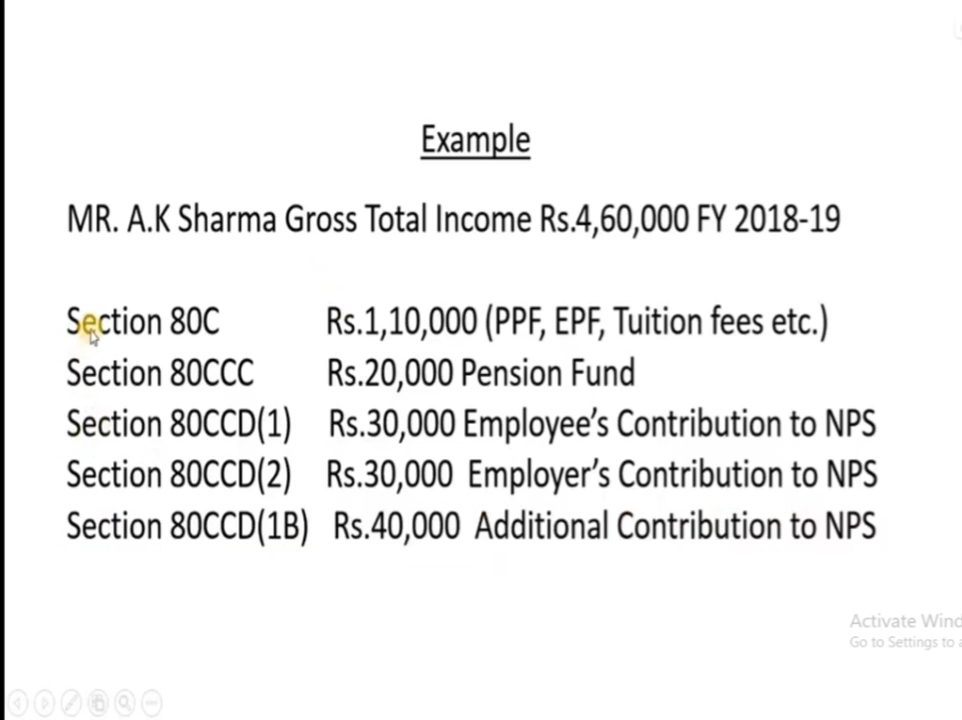 Example
MR. A.K Sharma Gross Total Income Rs.4,60,000 FY 2018-19
Section 80C Rs.1,10,000 (PPF, EPF, Tuition fees etc.)
Section 80CCC Rs.20,000 Pension Fund
Section 80CCD(1) Rs.30,000 Employee's Contribution to NPS
Section 80CCD(2) Rs.30,000 Employer's Contribution to NPS
Section 80CCD(1B) Rs.40,000 Additional Contribution to NPS
Activate Wind
Go to Settings to a